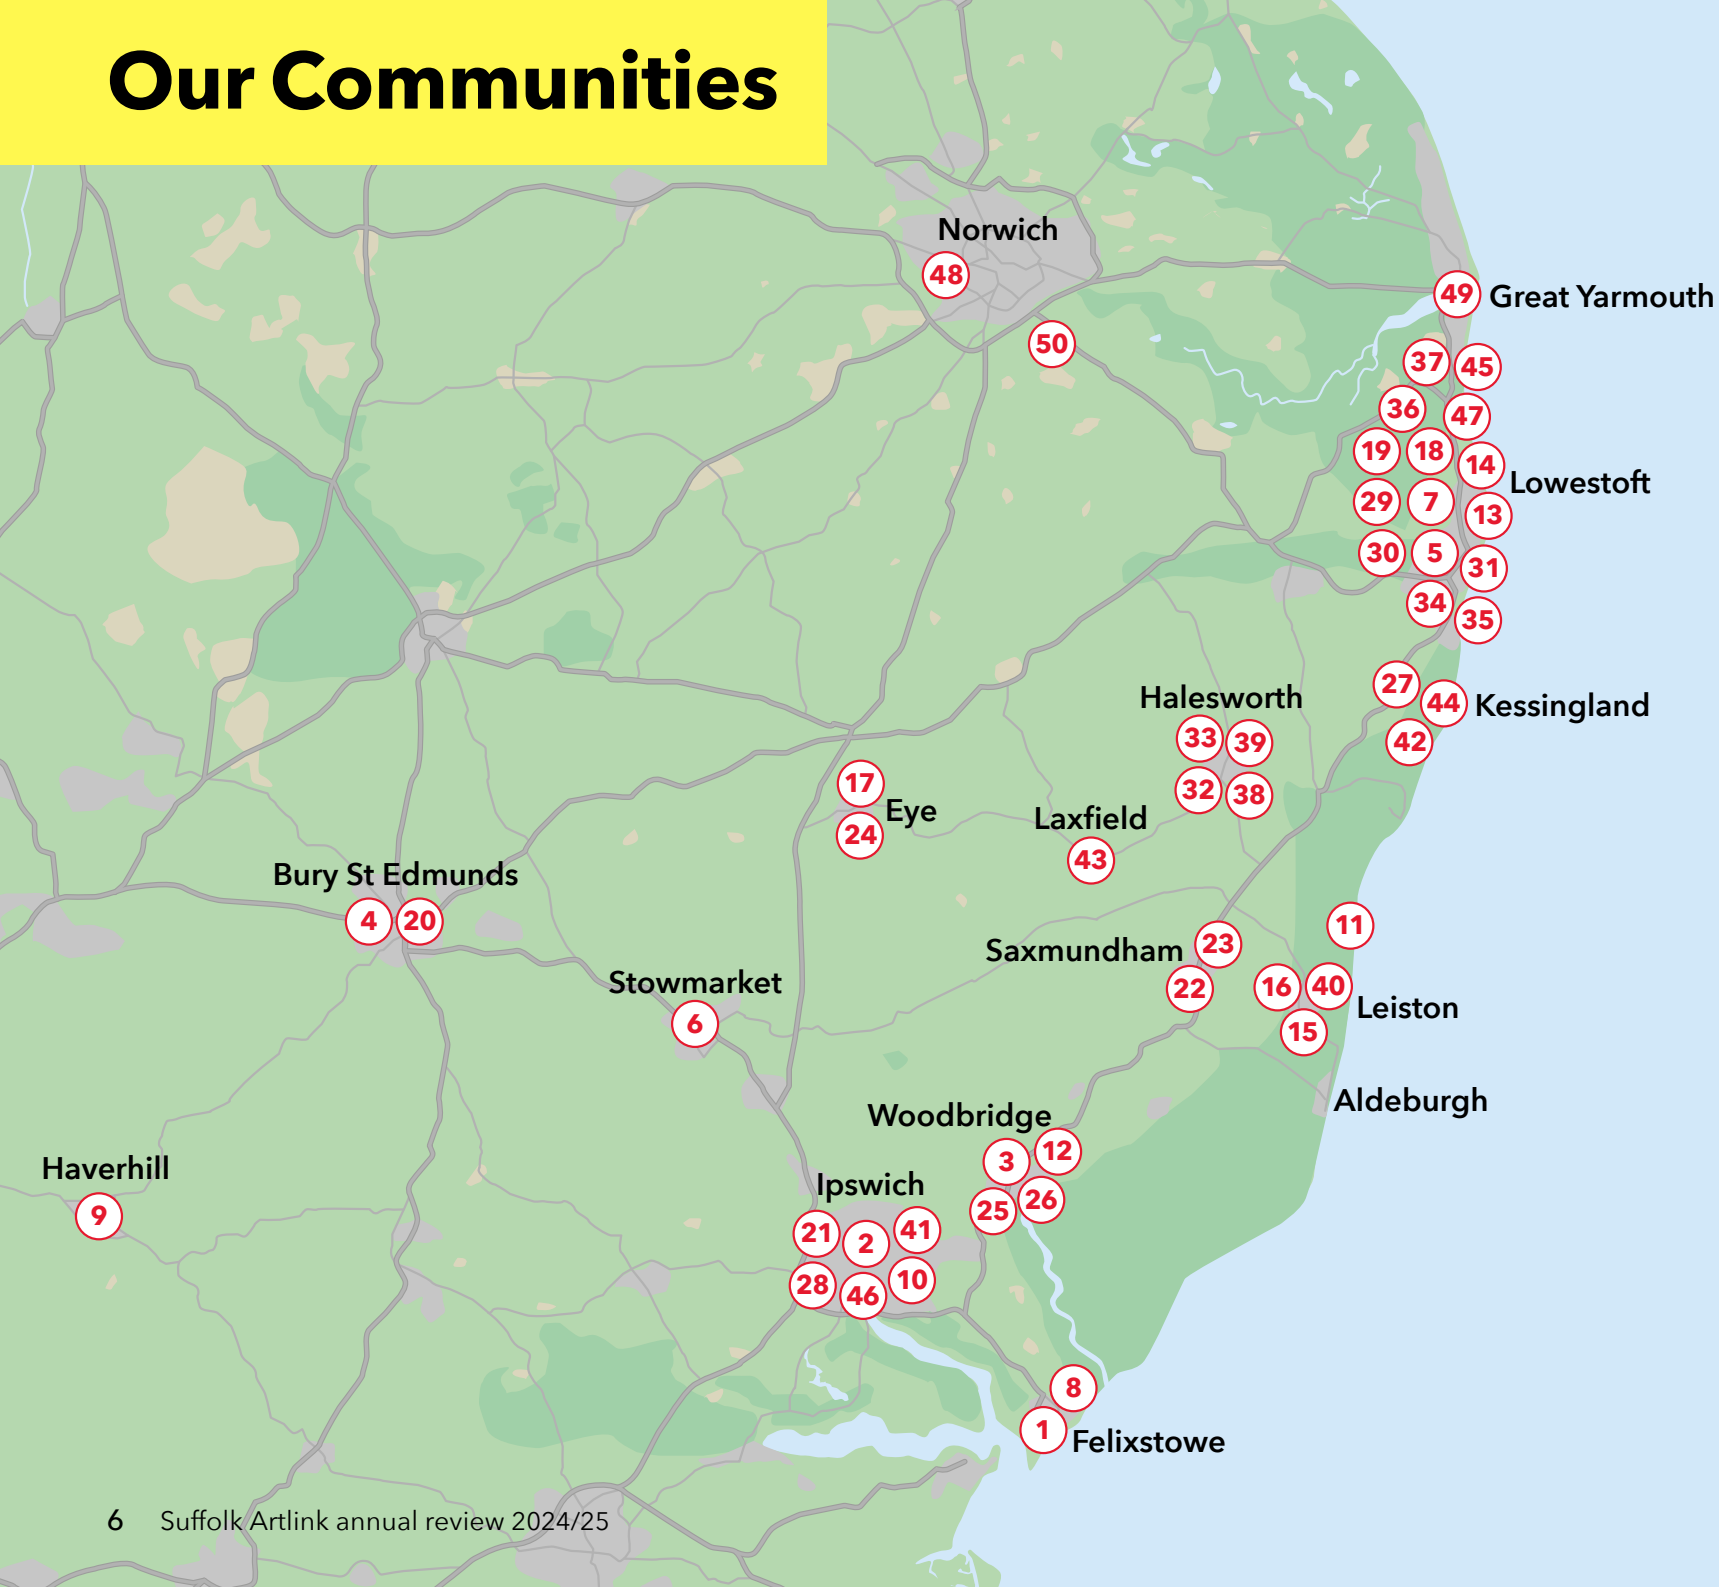 Our Communities
Norwich
48
49 Great Yarmouth
50
37 45
36 47
19 18 14
Lowestoft
29 7 13
30 5 31
34 35
27 44 Kessingland
42
Halesworth
33 39
32 38
17
Eye
24
Laxfield
43
Bury St Edmunds
4 20
11
Saxmundham 23
22
16 40
Leiston
15
Stowmarket
6
Aldeburgh
Woodbridge
3 12
25 26
Haverhill
9
Ipswich
21 2 41
28 46 10
8
1 Felixstowe
6 Suffolk Artlink annual review 2024/25